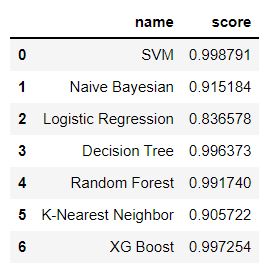 name score
0 SVM 0.998791
1 Naive Bayesian 0.915184
2 Logistic Regression 0.836578
3 Decision Tree 0.996373
4 Random Forest 0.991740
5 K-Nearest Neighbor 0.905722
6 XG Boost 0.997254